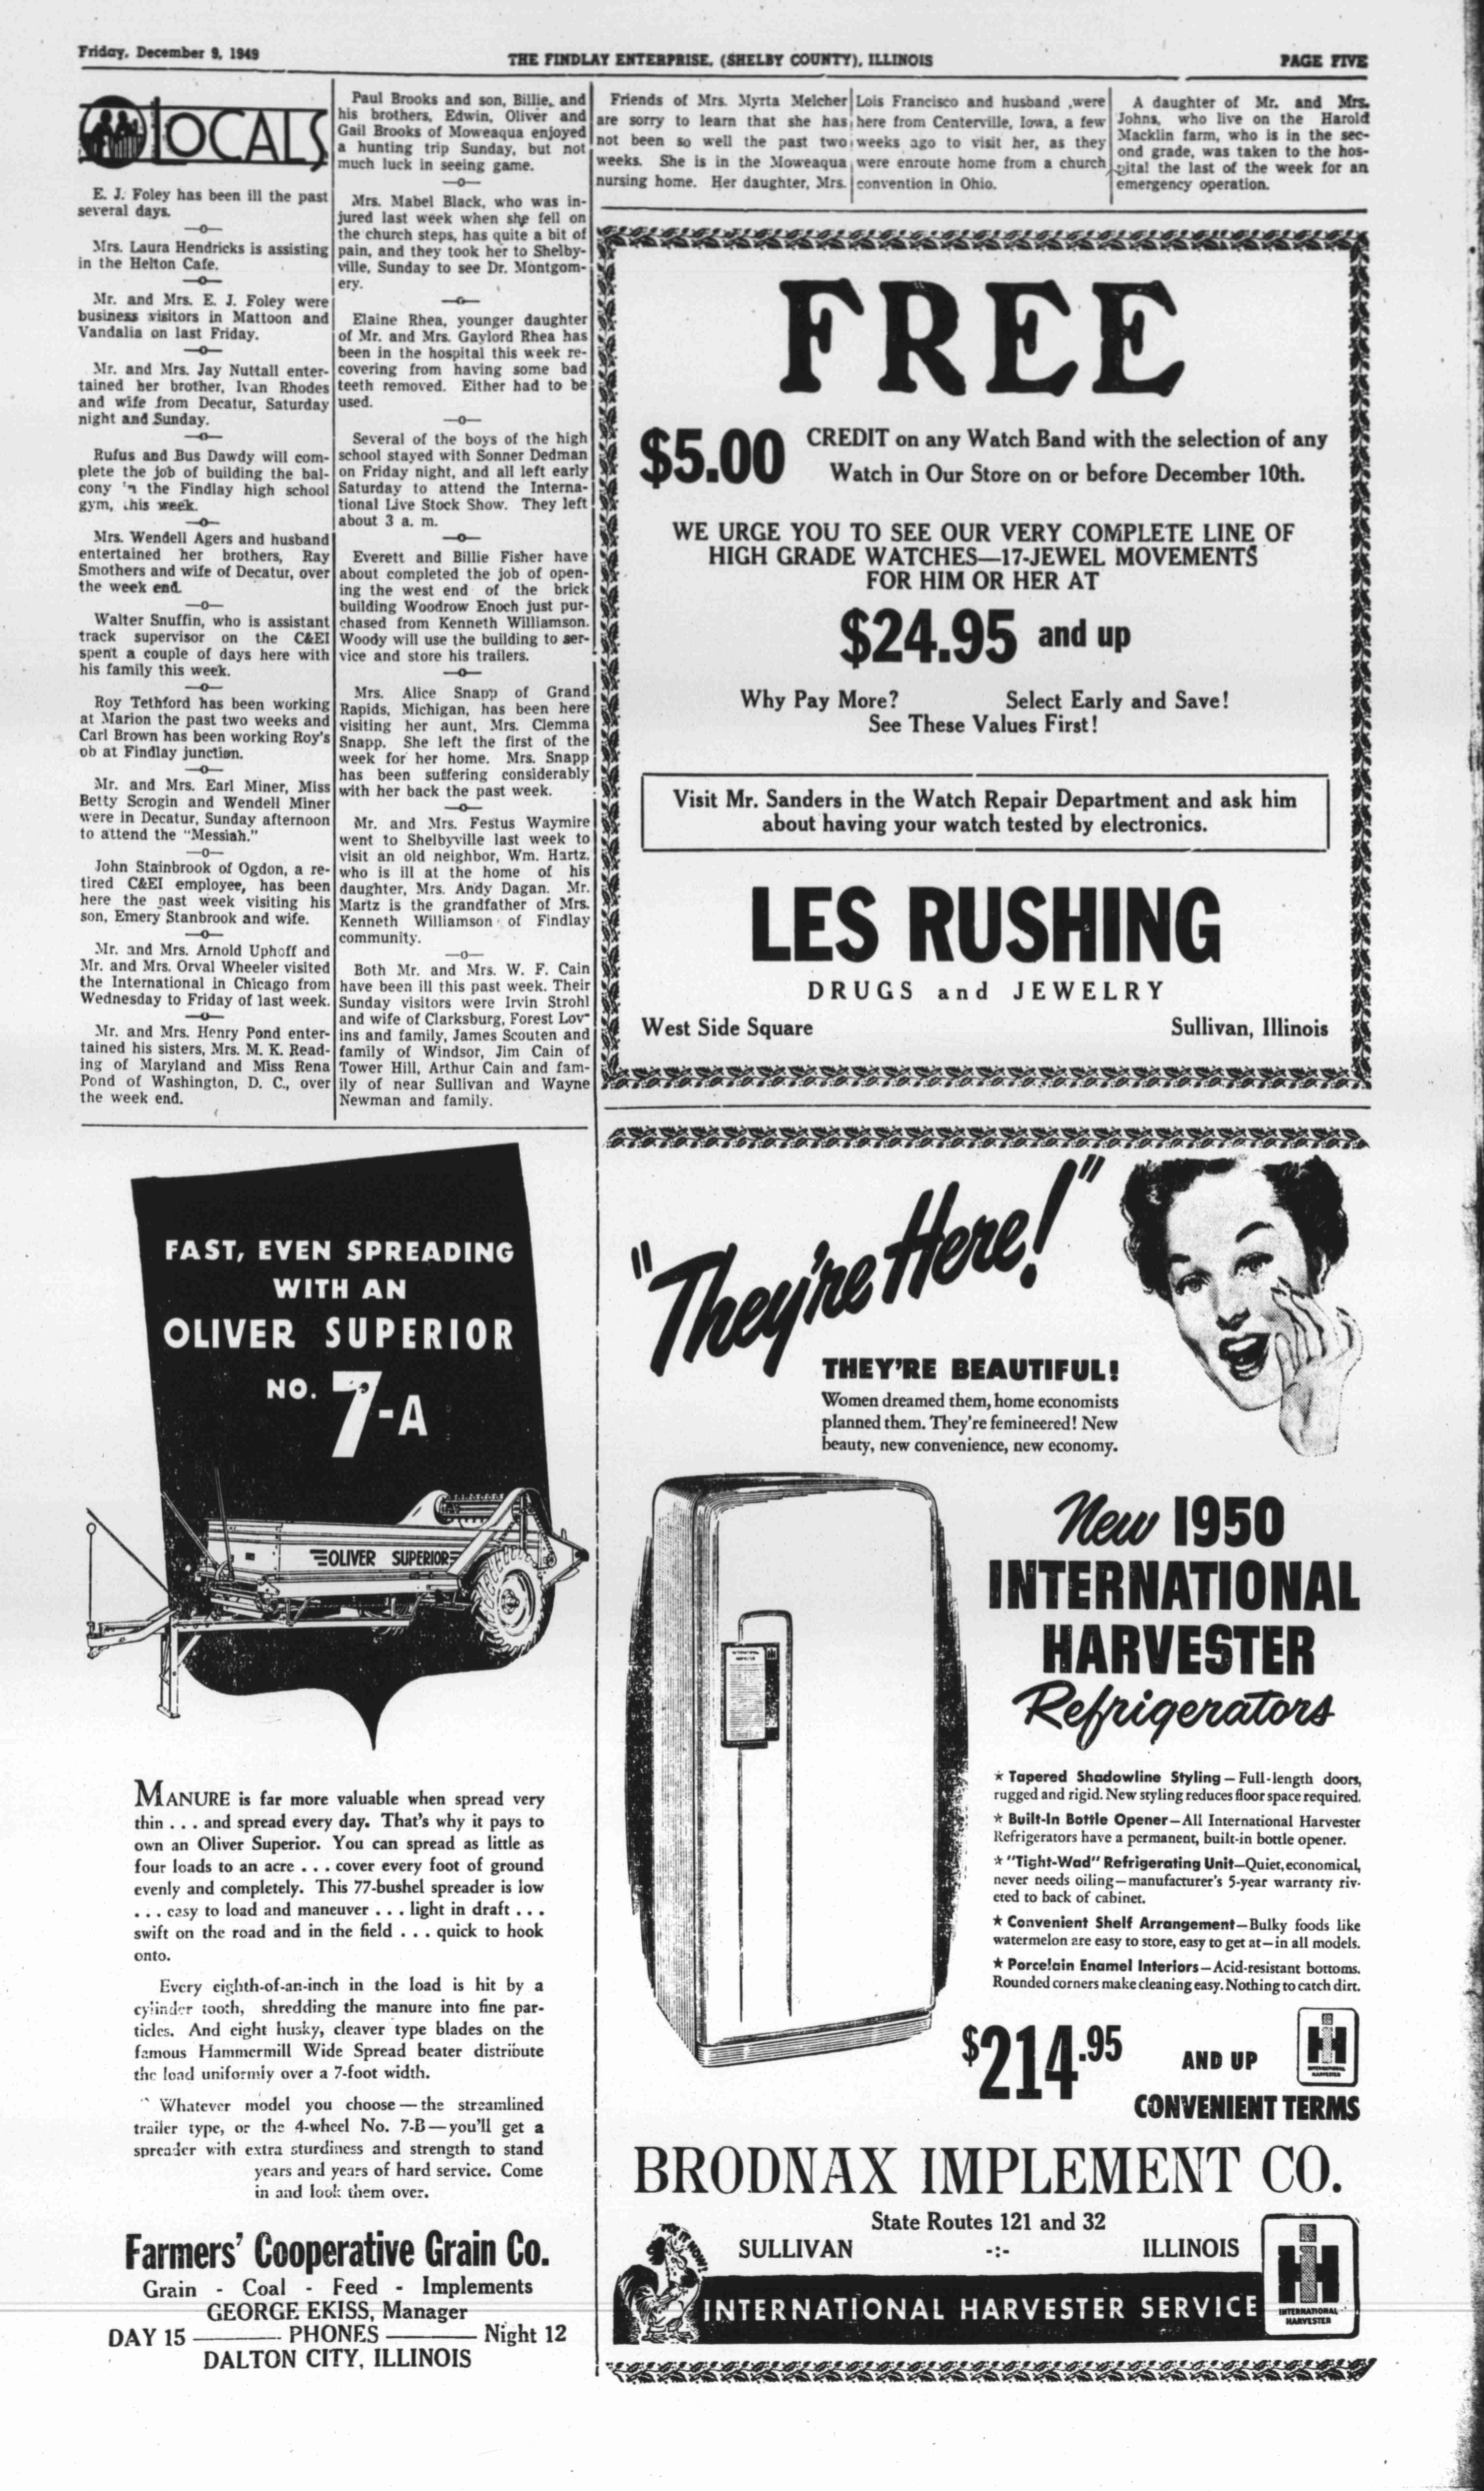 Friday, December 9, 1949
THE FINDLAY ENTERPRISE, (SHELBY COUNTY), ILLINOIS
PAGE FIVE
LOCALS
E. J. Foley has been ill the past
several days.
—o—
Mrs. Laura Hendricks is assisting
in the Helton Cafe.
—o—
Mr. and Mrs. E. J. Foley were
business visitors in Mattoon and
Vandalia on last Friday.
—o—
Mr. and Mrs. Jay Nuttall enter-
tained her brother, Ivan Rhodes
and wife from Decatur, Saturday
night and Sunday.
—o—
Rufus and Bus Dawdy will com-
plete the job of building the bal-
cony 'n the Findlay high school
gym, this week.
—o—
Mrs. Wendell Agers and husband
entertained her brothers, Ray
Smothers and wife of Decatur, over
the week end.
—o—
Walter Snuffin, who is assistant
track supervisor on the C&EI
spent a couple of days here with
his family this week.
—o—
Roy Tethford has been working
at Marion the past two weeks and
Carl Brown has been working Roy's
ob at Findlay junction.
—o—
Mr. and Mrs. Earl Miner, Miss
Betty Scrogin and Wendell Miner
were in Decatur, Sunday afternoon
to attend the "Messiah."
—o—
John Stainbrook of Ogdon, a re-
tired C&EI employee, has been
here the past week visiting his
son, Emery Stanbrook and wife.
—o—
Mr. and Mrs. Arnold Uphoff and
Mr. and Mrs. Orval Wheeler visited
the International in Chicago from
Wednesday to Friday of last week.
—o—
Mr. and Mrs. Henry Pond enter-
tained his sisters, Mrs. M. K. Read-
ing of Maryland and Miss Rena
Pond of Washington, D. C., over
the week end.
Paul Brooks and son, Billie, and
his brothers, Edwin, Oliver and
Gail Brooks of Moweaqua enjoyed
a hunting trip Sunday, but not
much luck in seeing game.
—o—
Mrs. Mabel Black, who was in-
jured last week when she fell on
the church steps, has quite a bit of
pain, and they took her to Shelby-
ville, Sunday to see Dr. Montgom-
ery.
—o—
Elaine Rhea, younger daughter
of Mr. and Mrs. Gaylord Rhea has
been in the hospital this week re-
covering from having some bad
teeth removed. Either had to be
used.
—o—
Several of the boys of the high
school stayed with Sonner Dedman
on Friday night, and all left early
Saturday to attend the Interna-
tional Live Stock Show. They left
about 3 a. m.
—o—
Everett and Billie Fisher have
about completed the job of open-
ing the west end of the brick
building Woodrow Enoch just pur-
chased from Kenneth Williamson.
Woody will use the building to ser-
vice and store his trailers.
—o—
Mrs. Alice Snapp of Grand
Rapids, Michigan, has been here
visiting her aunt, Mrs. Clemma
Snapp. She left the first of the
week for her home. Mrs. Snapp
has been suffering considerably
with her back the past week.
—o—
Mr. and Mrs. Festus Waymire
went to Shelbyville last week to
visit an old neighbor, Wm. Hartz,
who is ill at the home of his
daughter, Mrs. Andy Dagan. Mr.
Martz is the grandfather of Mrs.
Kenneth Williamson of Findlay
community.
—o—
Both Mr. and Mrs. W. F. Cain
have been ill this past week. Their
Sunday visitors were Irvin Strohl
and wife of Clarksburg, Forest Lov-
ins and family, James Scouten and
family of Windsor, Jim Cain of
Tower Hill, Arthur Cain and fam-
ily of near Sullivan and Wayne
Newman and family.
Friends of Mrs. Myrta Melcher
are sorry to learn that she has
not been so well the past two
weeks. She is in the Moweaqua
nursing home. Her daughter, Mrs.
Lois Francisco and husband ,were
here from Centerville, Iowa, a few
weeks ago to visit her, as they
were enroute home from a church
convention in Ohio.
A daughter of Mr. and Mrs.
Johns, who live on the Harold
Macklin farm, who is in the sec-
ond grade, was taken to the hos-
pital the last of the week for an
emergency operation.
FREE
$5.00 CREDIT on any Watch Band with the selection of any
Watch in Our Store on or before December 10th.
WE URGE YOU TO SEE OUR VERY COMPLETE LINE OF
HIGH GRADE WATCHES—17-JEWEL MOVEMENTS
FOR HIM OR HER AT
$24.95 and up
Why Pay More? Select Early and Save!
See These Values First!
Visit Mr. Sanders in the Watch Repair Department and ask him
about having your watch tested by electronics.
LES RUSHING
DRUGS and JEWELRY
West Side Square Sullivan, Illinois
FAST, EVEN SPREADING
WITH AN
OLIVER SUPERIOR
NO. 7-A
OLIVER SUPERIOR
MANURE is far more valuable when spread very
thin . . . and spread every day. That's why it pays to
own an Oliver Superior. You can spread as little as
four loads to an acre . . . cover every foot of ground
evenly and completely. This 77-bushel spreader is low
. . . easy to load and maneuver . . . light in draft . . .
swift on the road and in the field . . . quick to hook
onto.
Every eighth-of-an-inch in the load is hit by a
cylinder tooth, shredding the manure into fine par-
ticles. And eight husky, cleaver type blades on the
famous Hammermill Wide Spread beater distribute
the load uniformly over a 7-foot width.
Whatever model you choose — the streamlined
trailer type, or the 4-wheel No. 7-B — you'll get a
spreader with extra sturdiness and strength to stand
years and years of hard service. Come
in and look them over.
Farmers' Cooperative Grain Co.
Grain - Coal - Feed - Implements
GEORGE EKISS, Manager
DAY 15 ——— PHONES ——— Night 12
DALTON CITY, ILLINOIS
"They're Here!"
THEY'RE BEAUTIFUL!
Women dreamed them, home economists
planned them. They're femineered! New
beauty, new convenience, new economy.
New 1950
INTERNATIONAL
HARVESTER
Refrigerators
★ Tapered Shadowline Styling — Full-length doors,
rugged and rigid. New styling reduces floor space required.
★ Built-In Bottle Opener—All International Harvester
Refrigerators have a permanent, built-in bottle opener.
★ "Tight-Wad" Refrigerating Unit—Quiet, economical,
never needs oiling—manufacturer's 5-year warranty riv-
eted to back of cabinet.
★ Convenient Shelf Arrangement—Bulky foods like
watermelon are easy to store, easy to get at—in all models.
★ Porcelain Enamel Interiors—Acid-resistant bottoms.
Rounded corners make cleaning easy. Nothing to catch dirt.
$214.95 AND UP
IH
INTERNATIONAL
HARVESTER
CONVENIENT TERMS
BRODNAX IMPLEMENT CO.
State Routes 121 and 32
SULLIVAN -:- ILLINOIS
INTERNATIONAL HARVESTER SERVICE
IH
INTERNATIONAL
HARVESTER